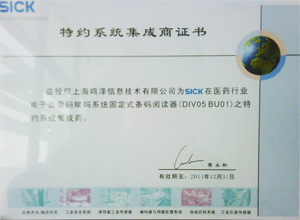 SICK
SICK
特约系统集成商证书
兹授权上海鸣泽信息技术有限公司为SICK在医药行业
电子监管码赋码系统固定式条码阅读器(DIV05 BU01)之特
约系统集成商。
有效期至: 2011年12月31日